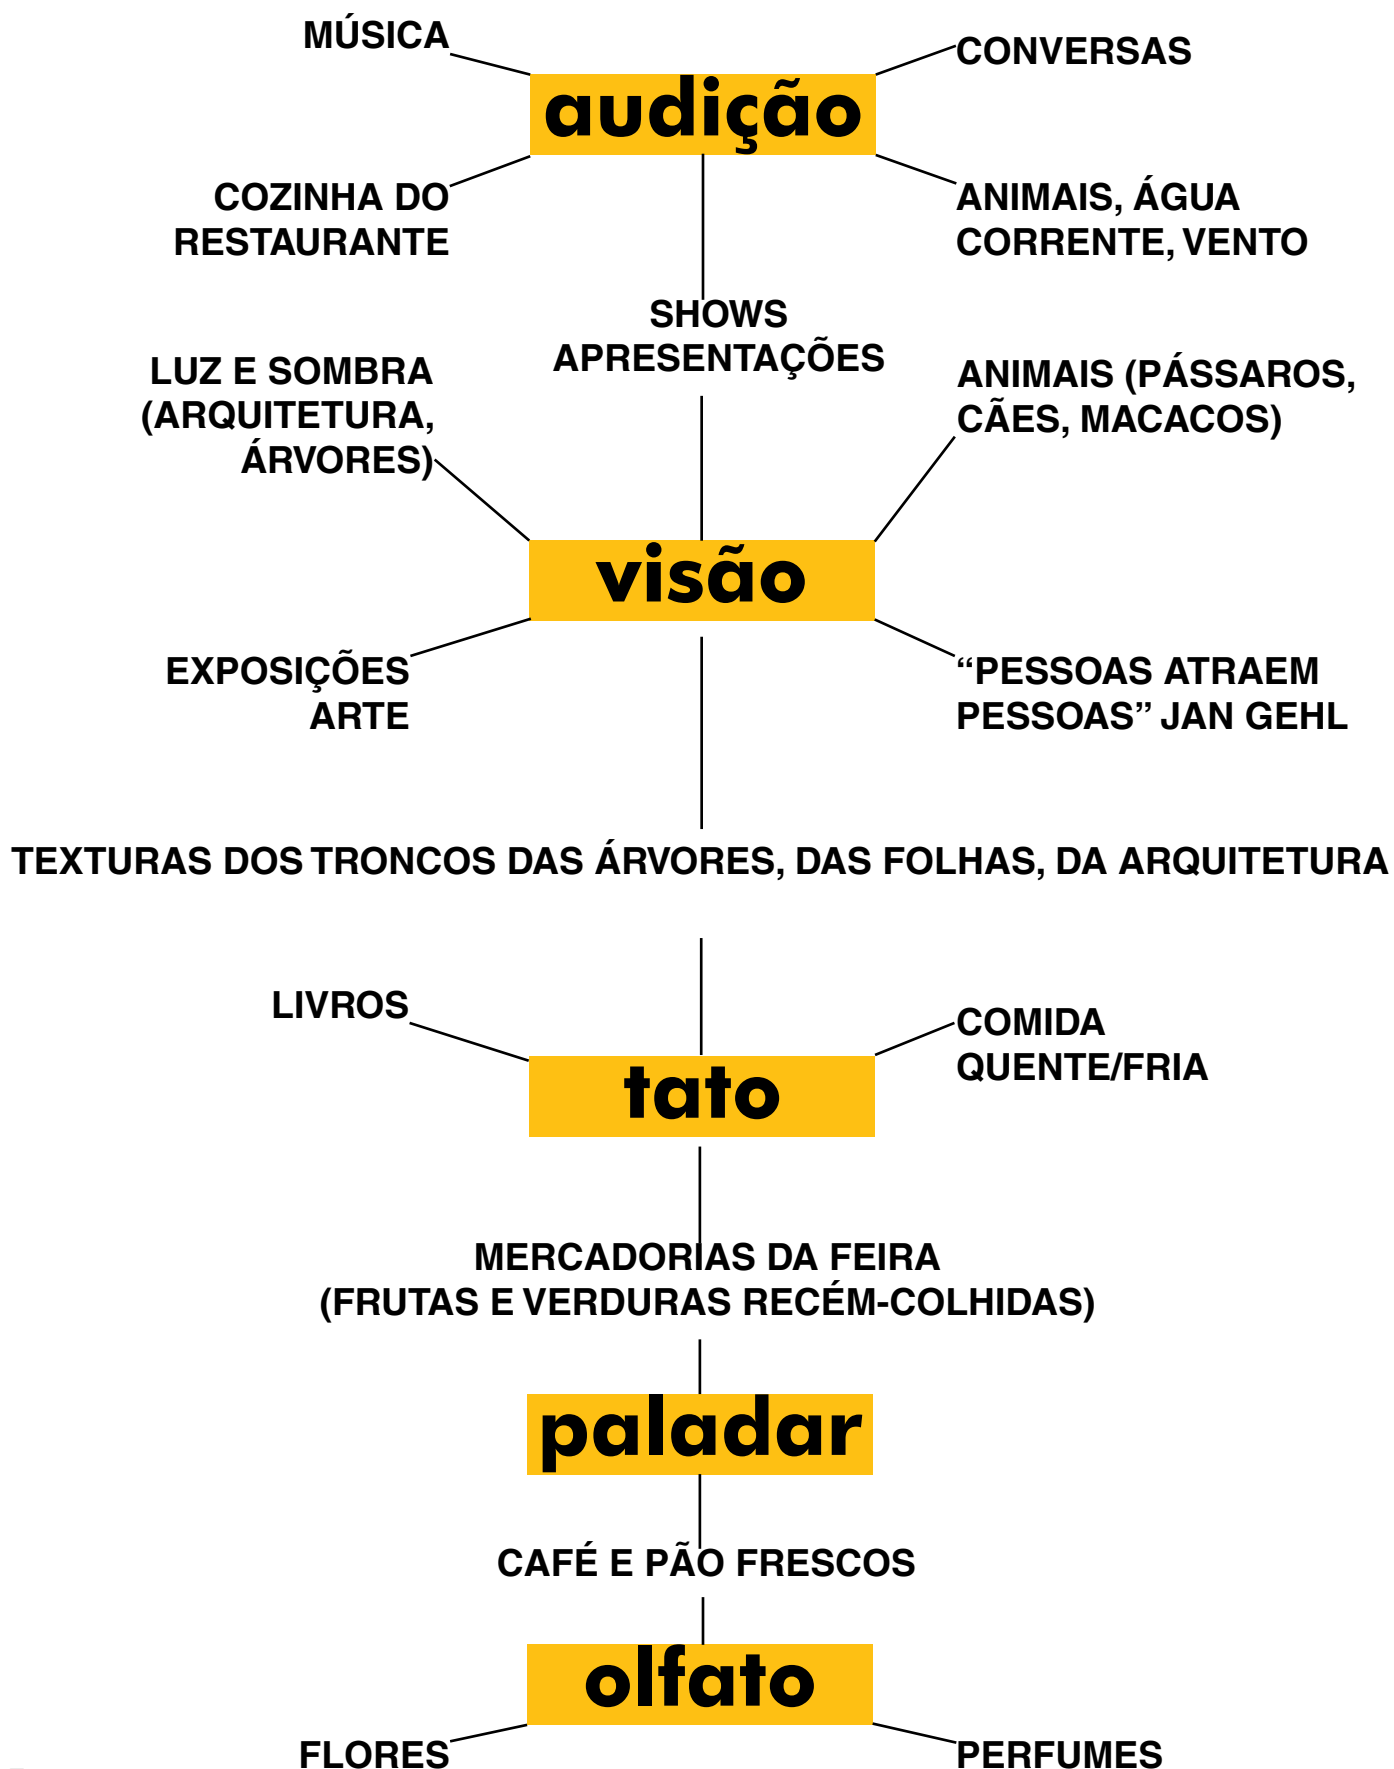 MÚSICA
CONVERSAS
audição
COZINHA DO
RESTAURANTE
ANIMAIS, ÁGUA
CORRENTE, VENTO
SHOWS
APRESENTAÇÕES
LUZ E SOMBRA
(ARQUITETURA,
ÁRVORES)
ANIMAIS (PÁSSAROS,
CÃES, MACACOS)
visão
EXPOSIÇÕES
ARTE
“PESSOAS ATRAEM
PESSOAS” JAN GEHL
TEXTURAS DOS TRONCOS DAS ÁRVORES, DAS FOLHAS, DA ARQUITETURA
LIVROS
COMIDA
QUENTE/FRIA
tato
MERCADORIAS DA FEIRA
(FRUTAS E VERDURAS RECÉM-COLHIDAS)
paladar
CAFÉ E PÃO FRESCOS
olfato
FLORES
PERFUMES